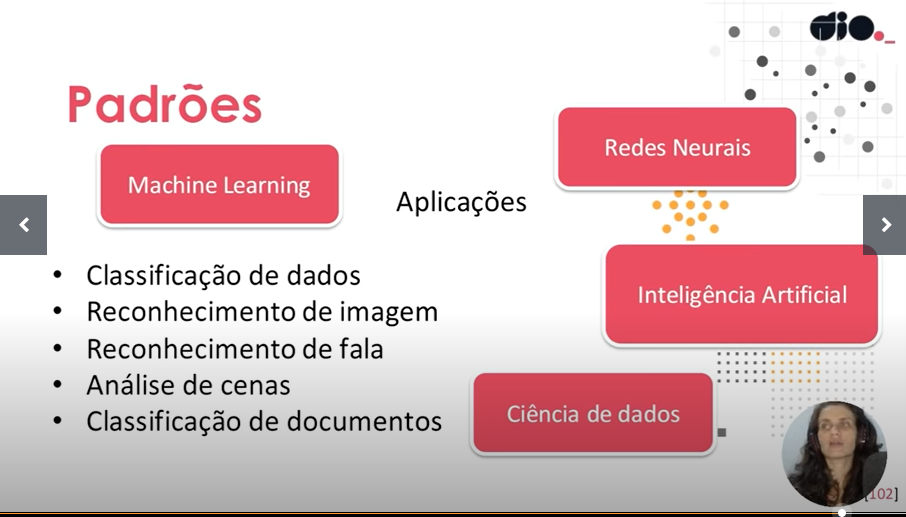 dio._
Padrões
Redes Neurais
Machine Learning
Aplicações
• Classificação de dados
• Reconhecimento de imagem
• Reconhecimento de fala
• Análise de cenas
• Classificação de documentos
Inteligência Artificial
Ciência de dados
[102]